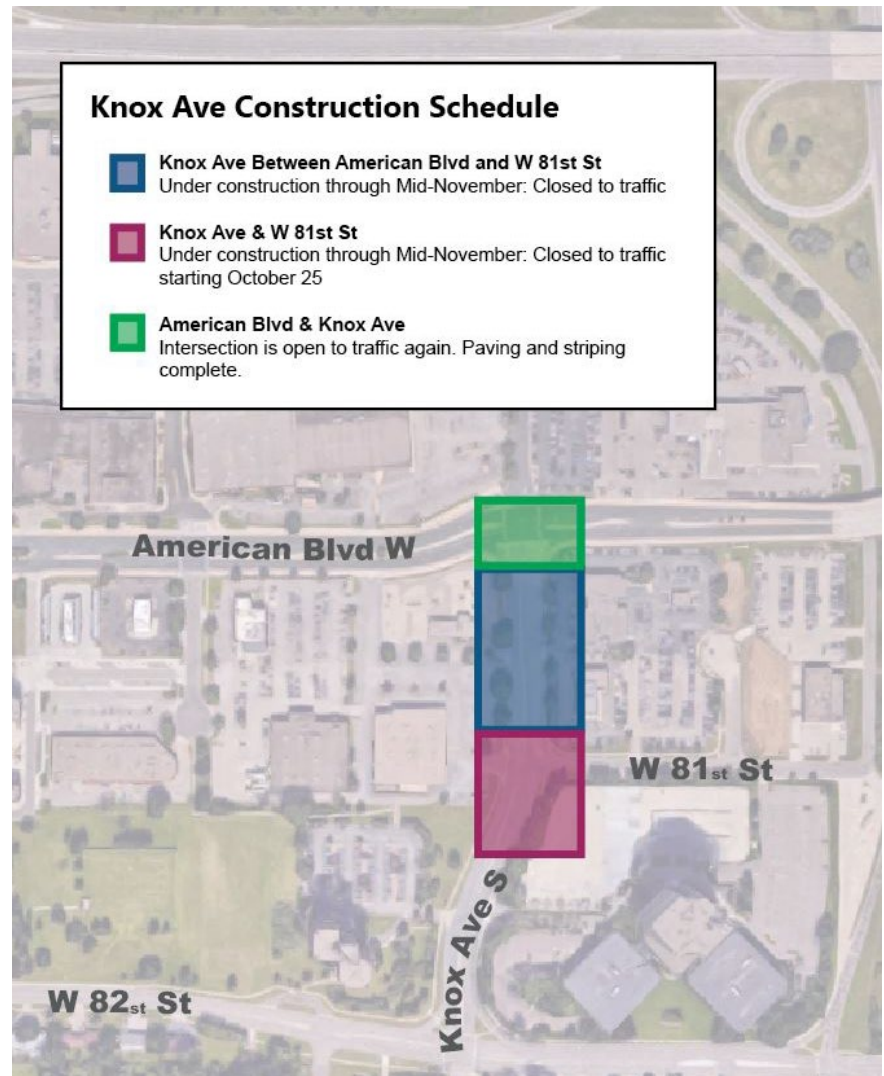 Knox Ave Construction Schedule
Knox Ave Between American Blvd and W 81st St
Under construction through Mid-November: Closed to traffic
Knox Ave & W 81st St
Under construction through Mid-November: Closed to traffic
starting October 25
American Blvd & Knox Ave
Intersection is open to traffic again. Paving and striping
complete.
American Blvd W
W 81st St
Knox Ave S
W 82st St